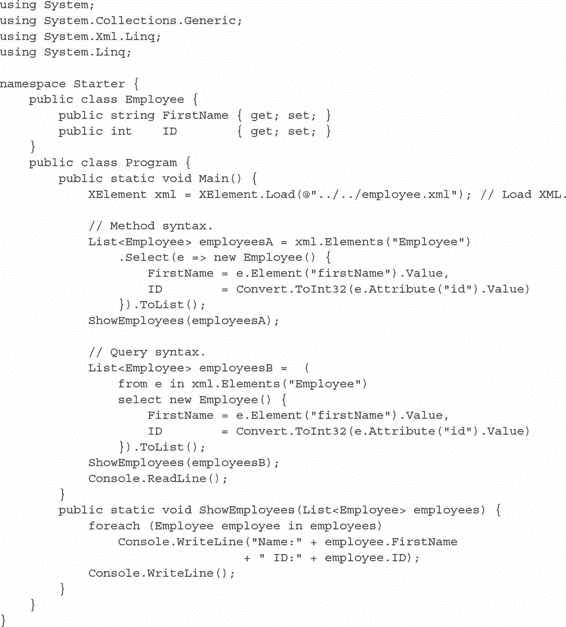 using System;
using System.Collections.Generic;
using System.Xml.Linq;
using System.Linq;

namespace Starter {
    public class Employee {
        public string FirstName { get; set; }
        public int    ID        { get; set; }
    }
    public class Program {
        public static void Main() {
            XElement xml = XElement.Load(@"../../employee.xml"); // Load XML.

            // Method syntax.
            List<Employee> employeesA = xml.Elements("Employee")
                .Select(e => new Employee() {
                    FirstName = e.Element("firstName").Value,
                    ID        = Convert.ToInt32(e.Attribute("id").Value)
                }).ToList();
            ShowEmployees(employeesA);

            // Query syntax.
            List<Employee> employeesB =  (
                from e in xml.Elements("Employee")
                select new Employee() {
                    FirstName = e.Element("firstName").Value,
                    ID        = Convert.ToInt32(e.Attribute("id").Value)
                }).ToList();
            ShowEmployees(employeesB);
            Console.ReadLine();
        }
        public static void ShowEmployees(List<Employee> employees) {
            foreach (Employee employee in employees)
                Console.WriteLine("Name:" + employee.FirstName
                                 + " ID:" + employee.ID);
            Console.WriteLine();
        }
    }
}